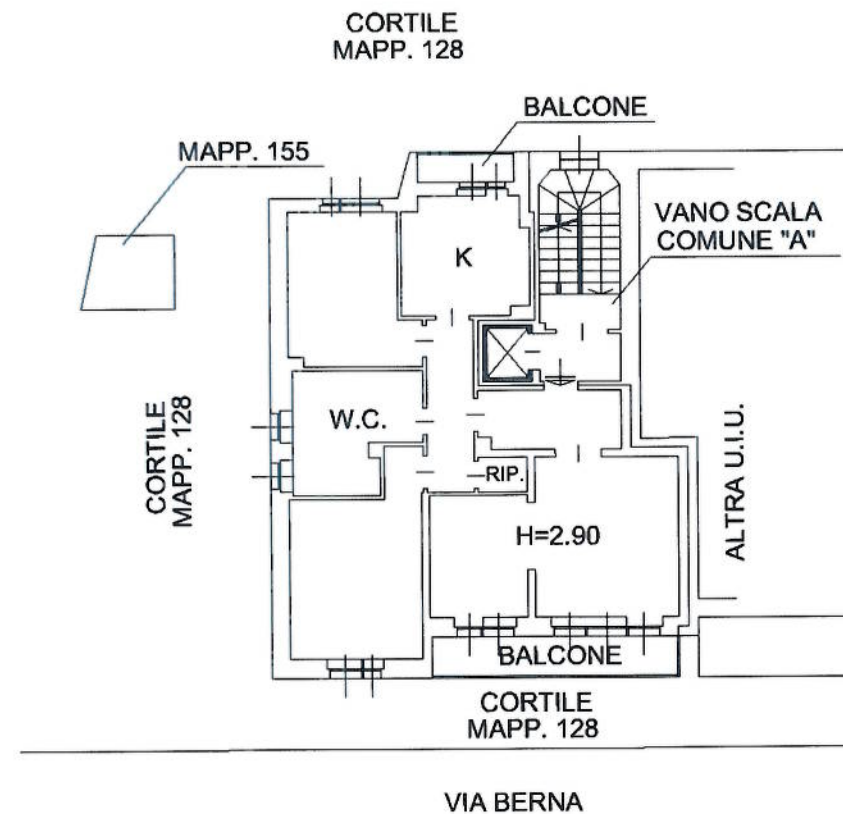 CORTILE
MAPP. 128
BALCONE
MAPP. 155
VANO SCALA
COMUNE "A"
K
W.C.
CORTILE
MAPP. 128
RIP.
ALTRA U.I.U.
H=2.90
BALCONE
CORTILE
MAPP. 128
VIA BERNA